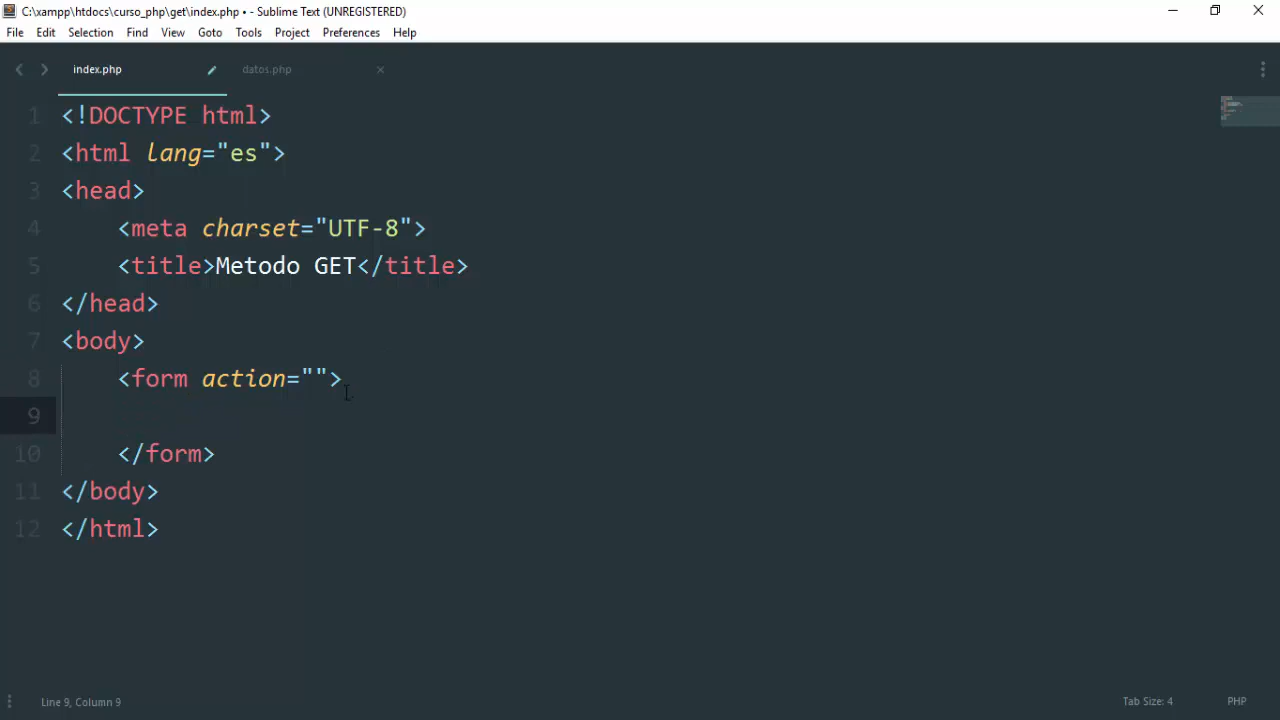 C:\xampp\htdocs\curso_php\get\index.php • - Sublime Text (UNREGISTERED)
File Edit Selection Find View Goto Tools Project Preferences Help
index.php datos.php
1 <!DOCTYPE html>
2 <html lang="es">
3 <head>
4 <meta charset="UTF-8">
5 <title>Metodo GET</title>
6 </head>
7 <body>
8 <form action="">
9
10 </form>
11 </body>
12 </html>
Line 9, Column 9 Tab Size: 4 PHP